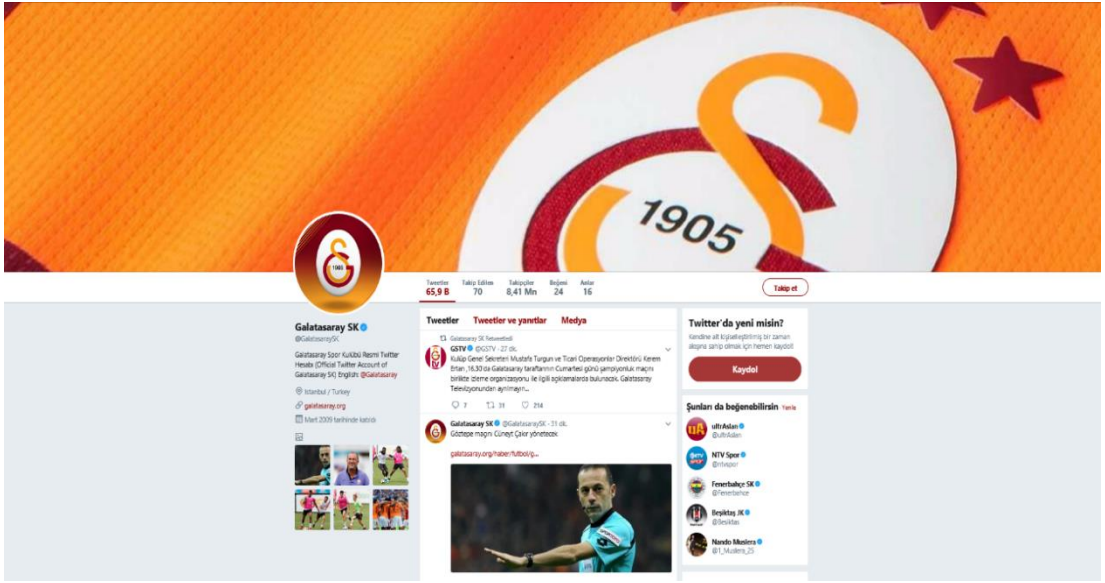 1905
1905
Tweetler Takip Edilen Takipçiler Beğeni Anlar
65,9 B 70 8,41 Mn 24 16
Takip et
Galatasaray SK
@GalatasaraySK
Galatasaray Spor Kulübü Resmi Twitter
Hesabı (Official Twitter Account of
Galatasaray SK) English: @Galatasaray
İstanbul / Turkey
galatasaray.org
Mart 2009 tarihinde katıldı
Tweetler Tweetler ve yanıtlar Medya
Galatasaray SK Retweetledi
GSTV @GSTV · 27 dk.
Kulüp Genel Sekreteri Mustafa Turgun ve Ticari Operasyonlar Direktörü Kerem
Ertan ,16.30'da Galatasaray taraftarının Cumartesi günü şampiyonluk maçını
birlikte izleme organizasyonu ile ilgili açıklamalarda bulunacak. Galatasaray
Televizyonundan ayrılmayın...
7 31 214
Galatasaray SK @GalatasaraySK · 31 dk.
Göztepe maçını Cüneyt Çakır yönetecek
galatasaray.org/haber/futbol/g...
Twitter'da yeni misin?
Kendine ait kişiselleştirilmiş bir zaman
akışına sahip olmak için hemen kaydol!
Kaydol
Şunları da beğenebilirsin Yenile
ultrAslan
@ultrAslan
NTV Spor
@ntvspor
Fenerbahçe SK
@Fenerbahce
Beşiktaş JK
@Besiktas
Nando Muslera
@1_Muslera_25